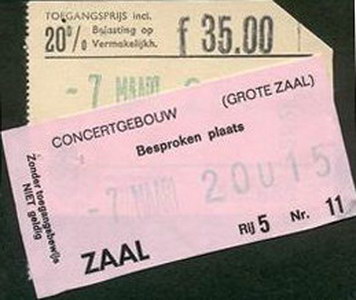 TOEGANGSPRIJS incl.
20% Belasting op
Vermakelijkh.
f 35.00
- 7 MAART
CONCERTGEBOUW (GROTE ZAAL)
Besproken plaats
- 7 MAART 20U15
Zonder toegangsbewijs
NIET geldig
ZAAL
Rij 5 Nr. 11